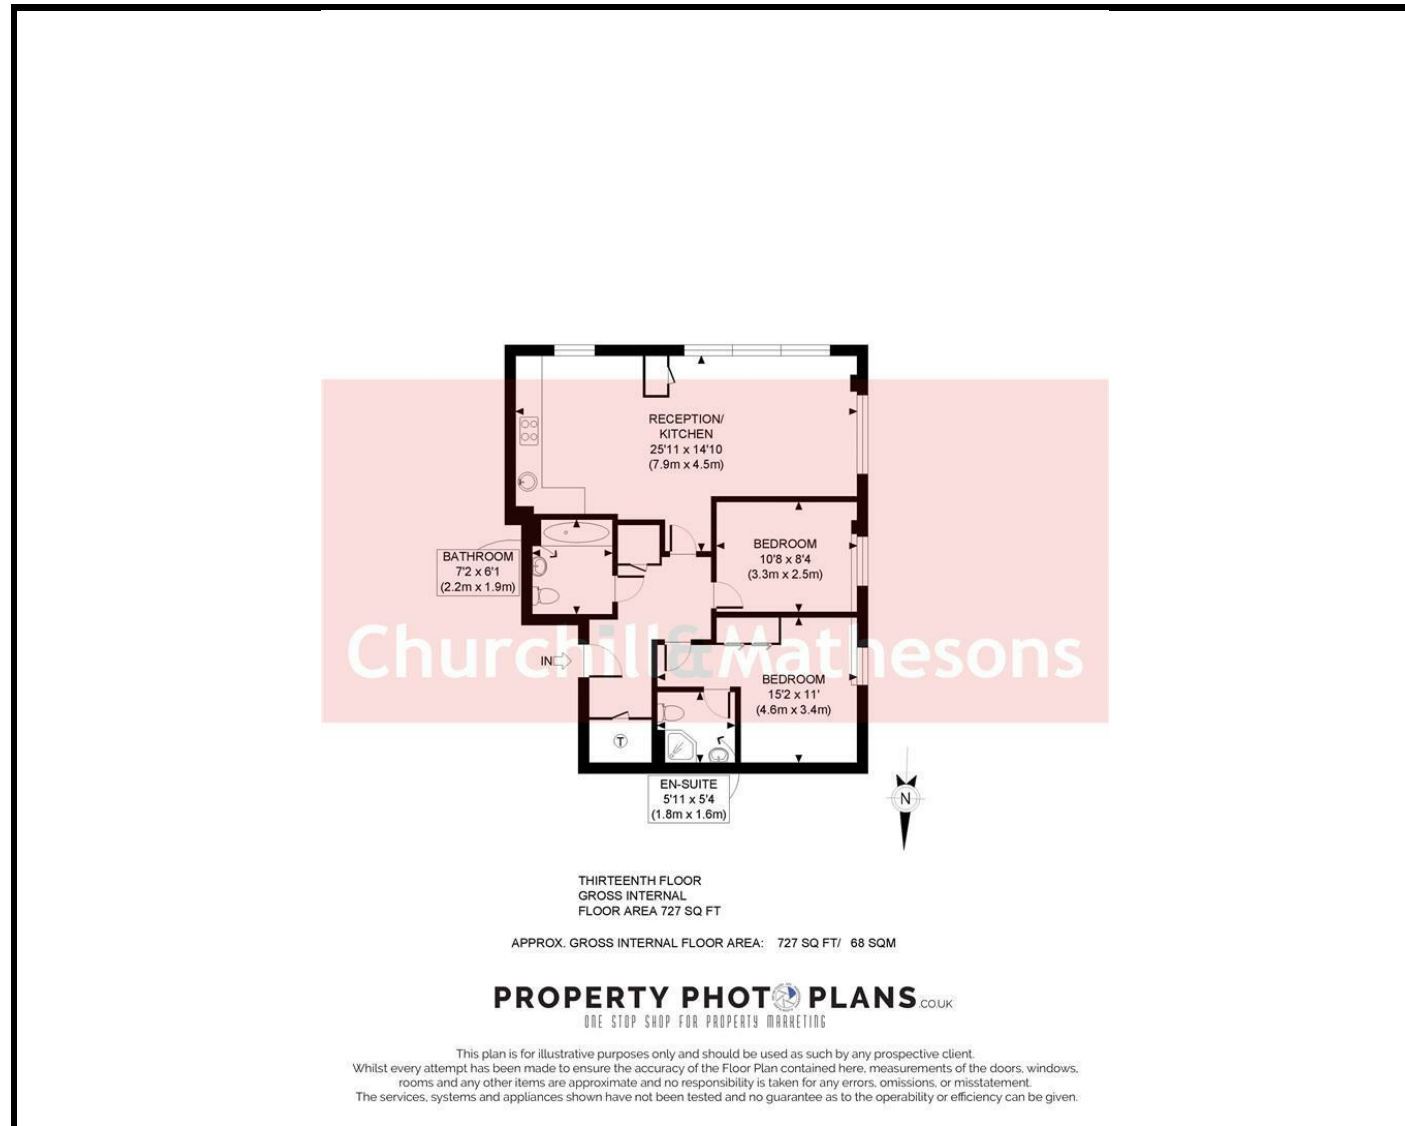 RECEPTION/
KITCHEN
25'11 x 14'10
(7.9m x 4.5m)
BATHROOM
7'2 x 6'1
(2.2m x 1.9m)
BEDROOM
10'8 x 8'4
(3.3m x 2.5m)
Churchill&Mathesons
IN
BEDROOM
15'2 x 11'
(4.6m x 3.4m)
T
EN-SUITE
5'11 x 5'4
(1.8m x 1.6m)
N
THIRTEENTH FLOOR
GROSS INTERNAL
FLOOR AREA 727 SQ FT
APPROX. GROSS INTERNAL FLOOR AREA: 727 SQ FT/ 68 SQM
PROPERTY PHOTO PLANS.CO.UK
ONE STOP SHOP FOR PROPERTY MARKETING
This plan is for illustrative purposes only and should be used as such by any prospective client.
Whilst every attempt has been made to ensure the accuracy of the Floor Plan contained here, measurements of the doors, windows,
rooms and any other items are approximate and no responsibility is taken for any errors, omissions, or misstatement.
The services, systems and appliances shown have not been tested and no guarantee as to the operability or efficiency can be given.